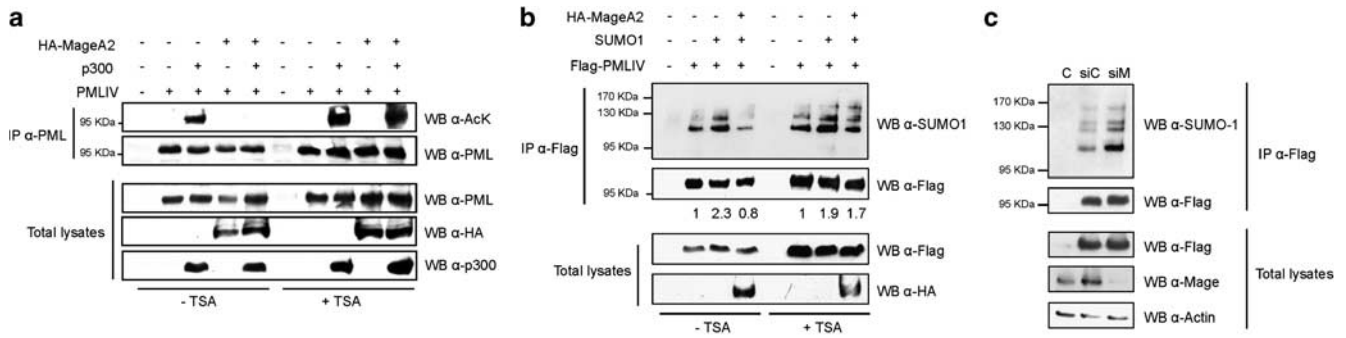 a
HA-MageA2 - - - + + - - - + +
p300 - - + - + - - + - +
PMLIV - + + + + - + + + +
IP α-PML
95 KDa
WB α-AcK
95 KDa
WB α-PML
Total lysates
WB α-PML
WB α-HA
WB α-p300
- TSA
+ TSA
b
HA-MageA2 - - - + - - - +
SUMO1 - - + + - - + +
Flag-PMLIV - + + + - + + +
IP α-Flag
170 KDa
130 KDa
95 KDa
WB α-SUMO1
95 KDa
WB α-Flag
1 2.3 0.8 1 1.9 1.7
Total lysates
WB α-Flag
WB α-HA
- TSA
+ TSA
c
C siC siM
170 KDa
130 KDa
95 KDa
WB α-SUMO-1
95 KDa
WB α-Flag
IP α-Flag
WB α-Flag
WB α-Mage
WB α-Actin
Total lysates